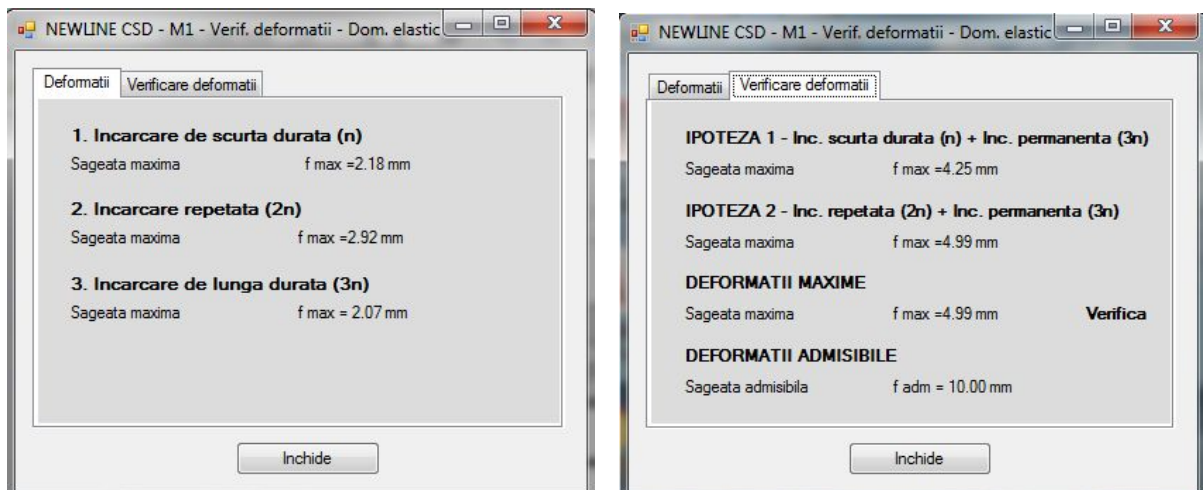 NEWLINE CSD - M1 - Verif. deformatii - Dom. elastic
Deformatii Verificare deformatii
1. Incarcare de scurta durata (n)
Sageata maxima f max =2.18 mm
2. Incarcare repetata (2n)
Sageata maxima f max =2.92 mm
3. Incarcare de lunga durata (3n)
Sageata maxima f max = 2.07 mm
Inchide
NEWLINE CSD - M1 - Verif. deformatii - Dom. elastic
Deformatii Verificare deformatii
IPOTEZA 1 - Inc. scurta durata (n) + Inc. permanenta (3n)
Sageata maxima f max =4.25 mm
IPOTEZA 2 - Inc. repetata (2n) + Inc. permanenta (3n)
Sageata maxima f max =4.99 mm
DEFORMATII MAXIME
Sageata maxima f max =4.99 mm Verifica
DEFORMATII ADMISIBILE
Sageata admisibila f adm = 10.00 mm
Inchide